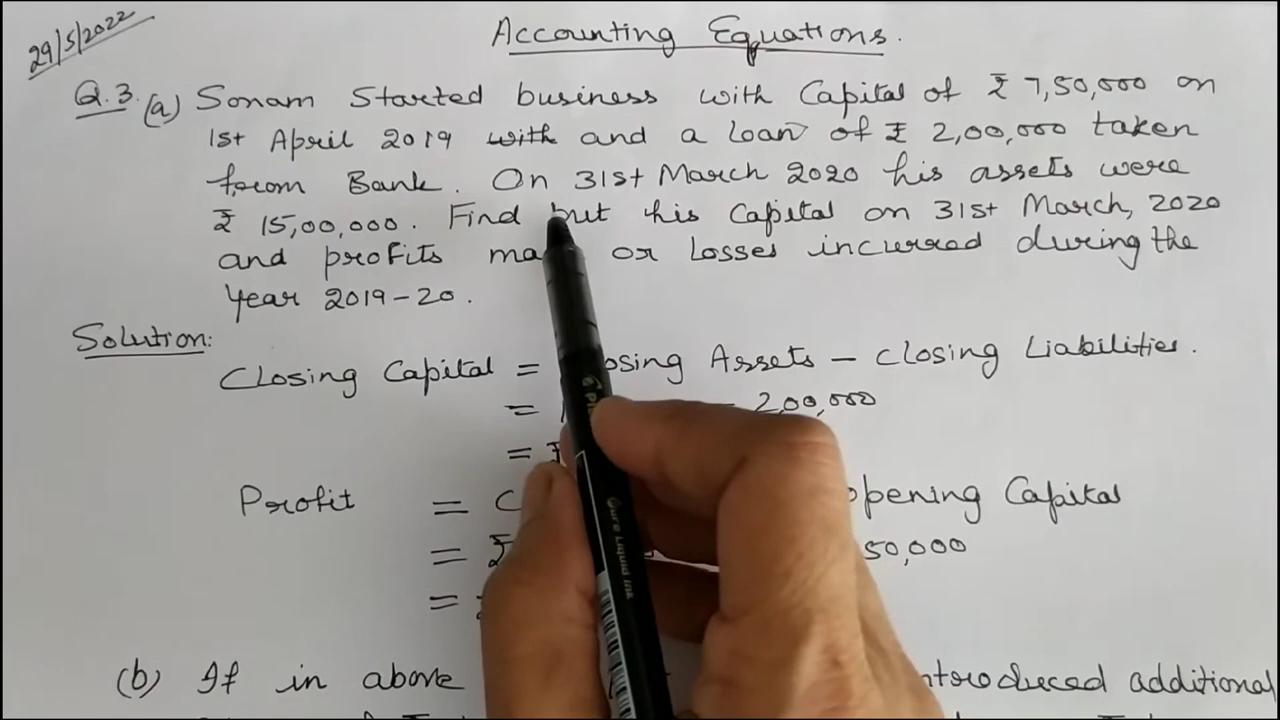 29/5/2022
Accounting Equations.
Q.3. (a) Sonam Started business with Capital of ₹ 7,50,000 on
1st April 2019 with and a loan of ₹ 2,00,000 taken
from Bank. On 31st March 2020 his assets were
₹ 15,00,000. Find out his Capital on 31st March, 2020
and profits or Losses incurred during the
Year 2019-20.
Solution:
Closing Capital = Assets - Closing Liabilities.
= - 2,00,000
= ₹
Profit = opening Capital
= ₹ 50,000
=
(b) If in above additional